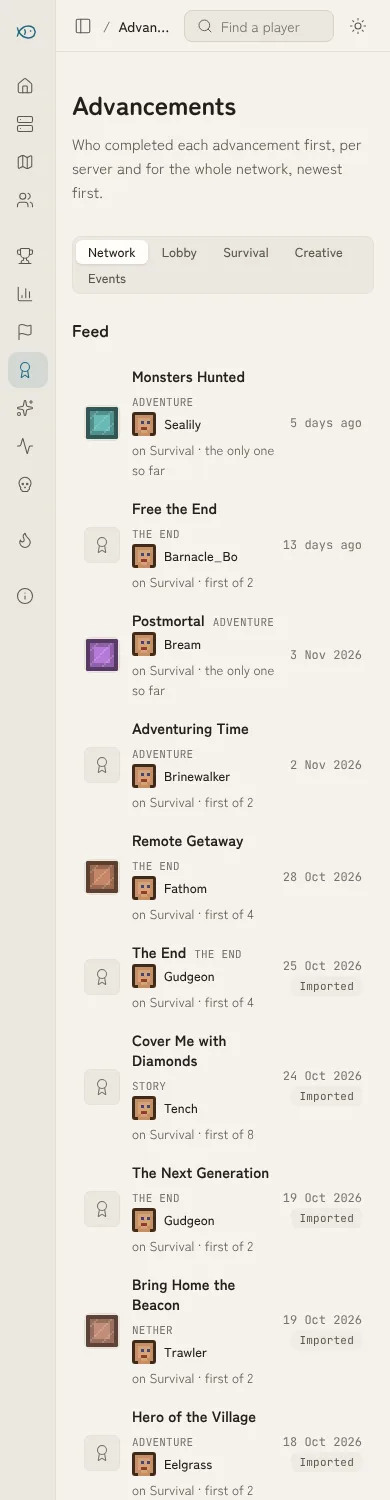 / Advan... Find a player
Advancements
Who completed each advancement first, per
server and for the whole network, newest
first.
Network Lobby Survival Creative
Events
Feed
Monsters Hunted
ADVENTURE
Sealily
5 days ago
on Survival · the only one
so far
Free the End
THE END
Barnacle_Bo
13 days ago
on Survival · first of 2
Postmortal ADVENTURE
Bream
3 Nov 2026
on Survival · the only one
so far
Adventuring Time
ADVENTURE
Brinewalker
2 Nov 2026
on Survival · first of 2
Remote Getaway
THE END
Fathom
28 Oct 2026
on Survival · first of 4
The End THE END
Gudgeon
25 Oct 2026
Imported
on Survival · first of 4
Cover Me with
Diamonds
STORY
Tench
24 Oct 2026
Imported
on Survival · first of 8
The Next Generation
THE END
Gudgeon
19 Oct 2026
Imported
on Survival · first of 2
Bring Home the
Beacon
NETHER
Trawler
19 Oct 2026
Imported
on Survival · first of 2
Hero of the Village
ADVENTURE
Eelgrass
18 Oct 2026
Imported
on Survival · first of 2